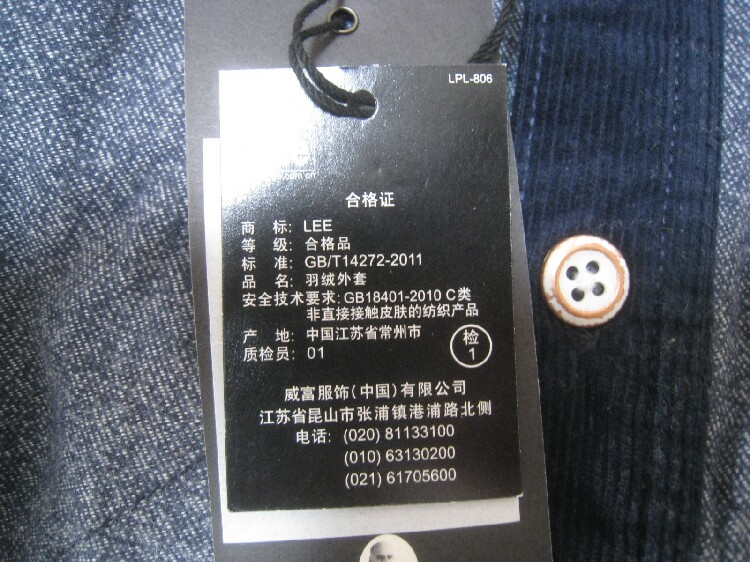 LPL-806
.com.cn
合格证
商 标: LEE
等 级: 合格品
标 准: GB/T14272-2011
品 名: 羽绒外套
安全技术要求: GB18401-2010 C类
非直接接触皮肤的纺织产品
产 地: 中国江苏省常州市
质检员: 01
检
1
威富服饰(中国)有限公司
江苏省昆山市张浦镇港浦路北侧
电话: (020) 81133100
(010) 63130200
(021) 61705600